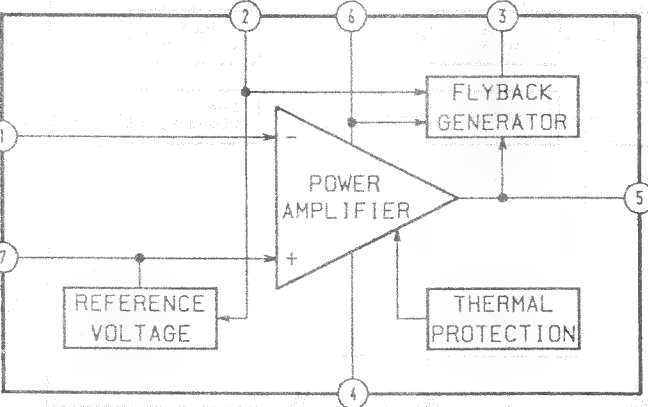 2
6
3
FLYBACK
GENERATOR
1
−
POWER
AMPLIFIER
5
7
+
REFERENCE
VOLTAGE
THERMAL
PROTECTION
4